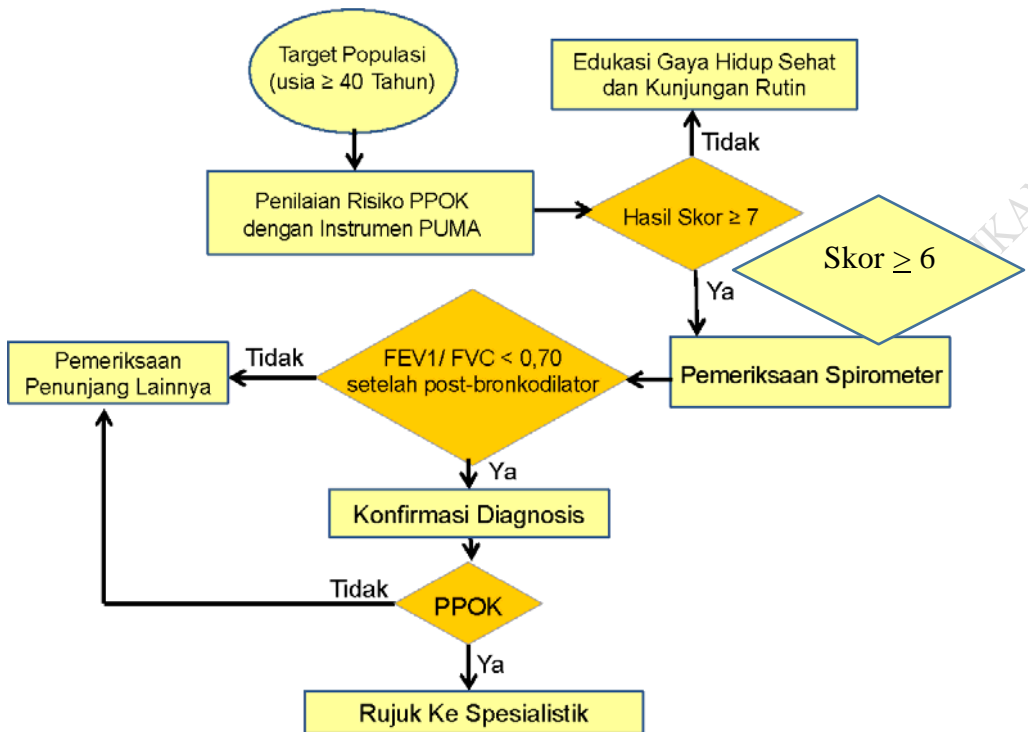 Target Populasi
(usia ≥ 40 Tahun)
Edukasi Gaya Hidup Sehat
dan Kunjungan Rutin
Tidak
Penilaian Risiko PPOK
dengan Instrumen PUMA
Hasil Skor ≥ 7
Skor ≥ 6
Ya
Pemeriksaan
Penunjang Lainnya
Tidak
FEV1/ FVC < 0,70
setelah post-bronkodilator
Pemeriksaan Spirometer
Ya
Konfirmasi Diagnosis
Tidak
PPOK
Ya
Rujuk Ke Spesialistik